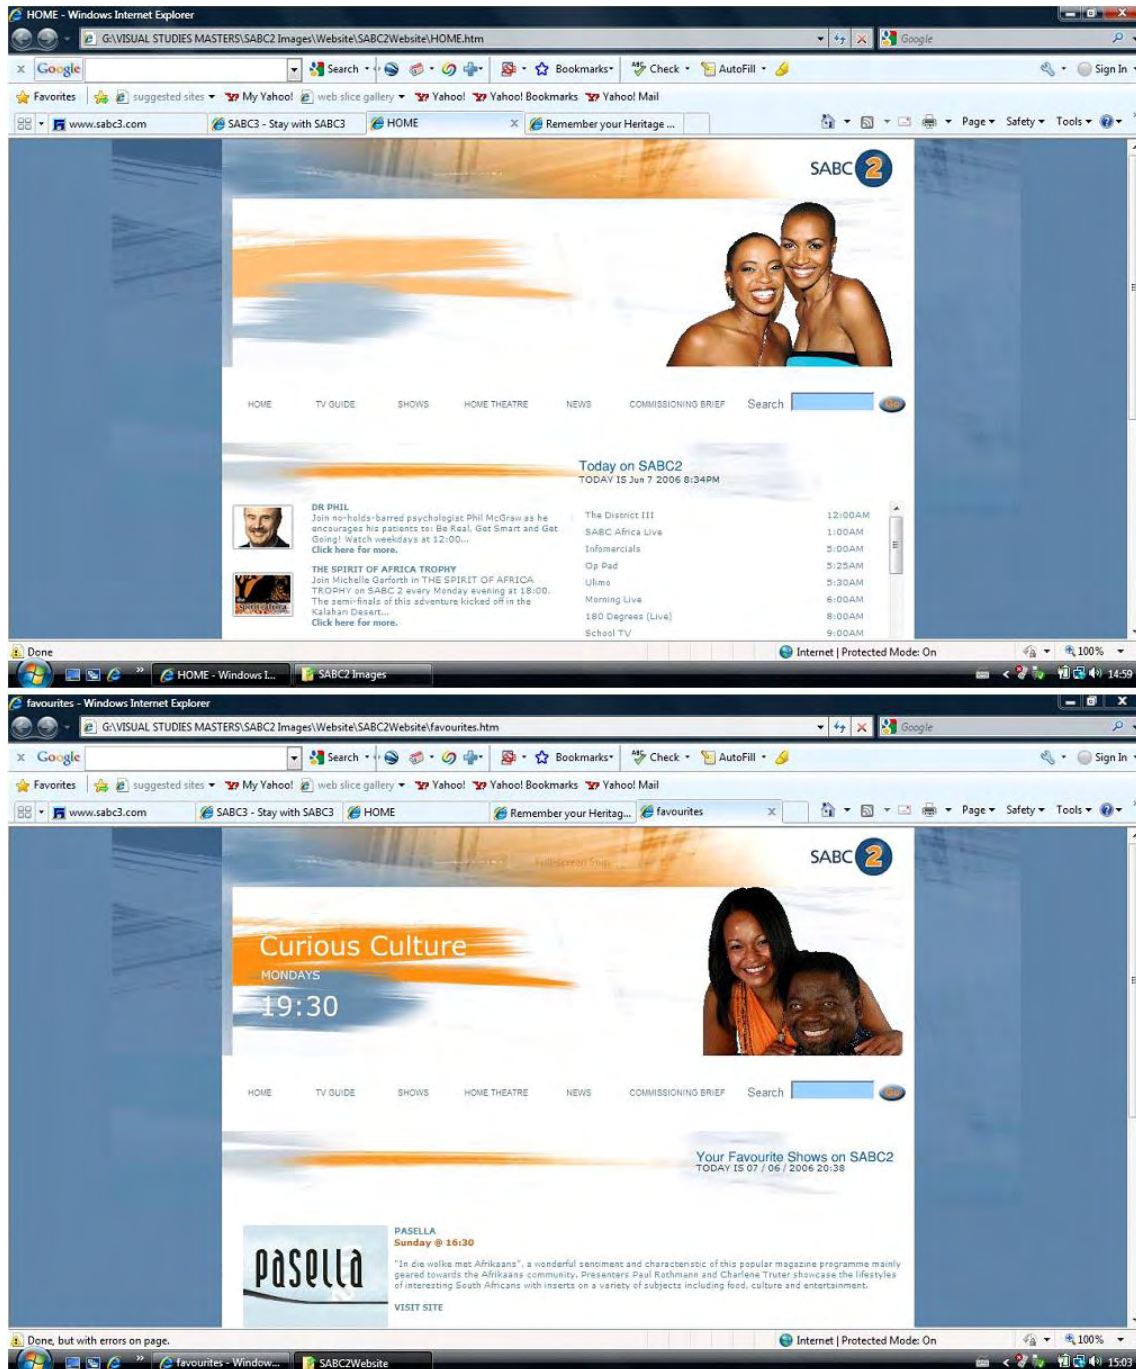 HOME - Windows Internet Explorer
G:\VISUAL STUDIES MASTERS\SABC2 Images\Website\SABC2Website\HOME.htm
Google
x Google Search Bookmarks Check AutoFill Sign In
Favorites suggested sites My Yahoo! web slice gallery Yahoo! Yahoo! Bookmarks Yahoo! Mail
www.sabc3.com SABC3 - Stay with SABC3 HOME x Remember your Heritage ... Page Safety Tools
SABC 2
HOME TV GUIDE SHOWS HOME THEATRE NEWS COMMISSIONING BRIEF Search Go
Today on SABC2
TODAY IS Jun 7 2006 8:34PM
DR PHIL
Join no-holds-barred psychologist Phil McGraw as he
encourages his patients to: Be Real, Get Smart and Get
Going! Watch weekdays at 12:00...
Click here for more.
THE SPIRIT OF AFRICA TROPHY
Join Michelle Garforth in THE SPIRIT OF AFRICA
TROPHY on SABC 2 every Monday evening at 18:00.
The semi-finals of this adventure kicked off in the
Kalahari Desert...
Click here for more.
The District III 12:00AM
SABC Africa Live 1:00AM
Infomercials 5:00AM
Op Pad 5:25AM
Ulimo 5:30AM
Morning Live 6:00AM
180 Degrees (Live) 8:00AM
School TV 9:00AM
Done Internet | Protected Mode: On 100%
HOME - Windows I... SABC2 Images 14:59
favourites - Windows Internet Explorer
G:\VISUAL STUDIES MASTERS\SABC2 Images\Website\SABC2Website\favourites.htm
Google
x Google Search Bookmarks Check AutoFill Sign In
Favorites suggested sites My Yahoo! web slice gallery Yahoo! Yahoo! Bookmarks Yahoo! Mail
www.sabc3.com SABC3 - Stay with SABC3 HOME Remember your Heritag... favourites x Page Safety Tools
Full-screen Snip
SABC 2
Curious Culture
MONDAYS
19:30
HOME TV GUIDE SHOWS HOME THEATRE NEWS COMMISSIONING BRIEF Search Go
Your Favourite Shows on SABC2
TODAY IS 07 / 06 / 2006 20:38
pasella
PASELLA
Sunday @ 16:30
"In die wolke met Afrikaans", a wonderful sentiment and characteristic of this popular magazine programme mainly
geared towards the Afrikaans community. Presenters Paul Rothmann and Charlene Truter showcase the lifestyles
of interesting South Africans with inserts on a variety of subjects including food, culture and entertainment.
VISIT SITE
Done, but with errors on page. Internet | Protected Mode: On 100%
favourites - Window... SABC2Website 15:03